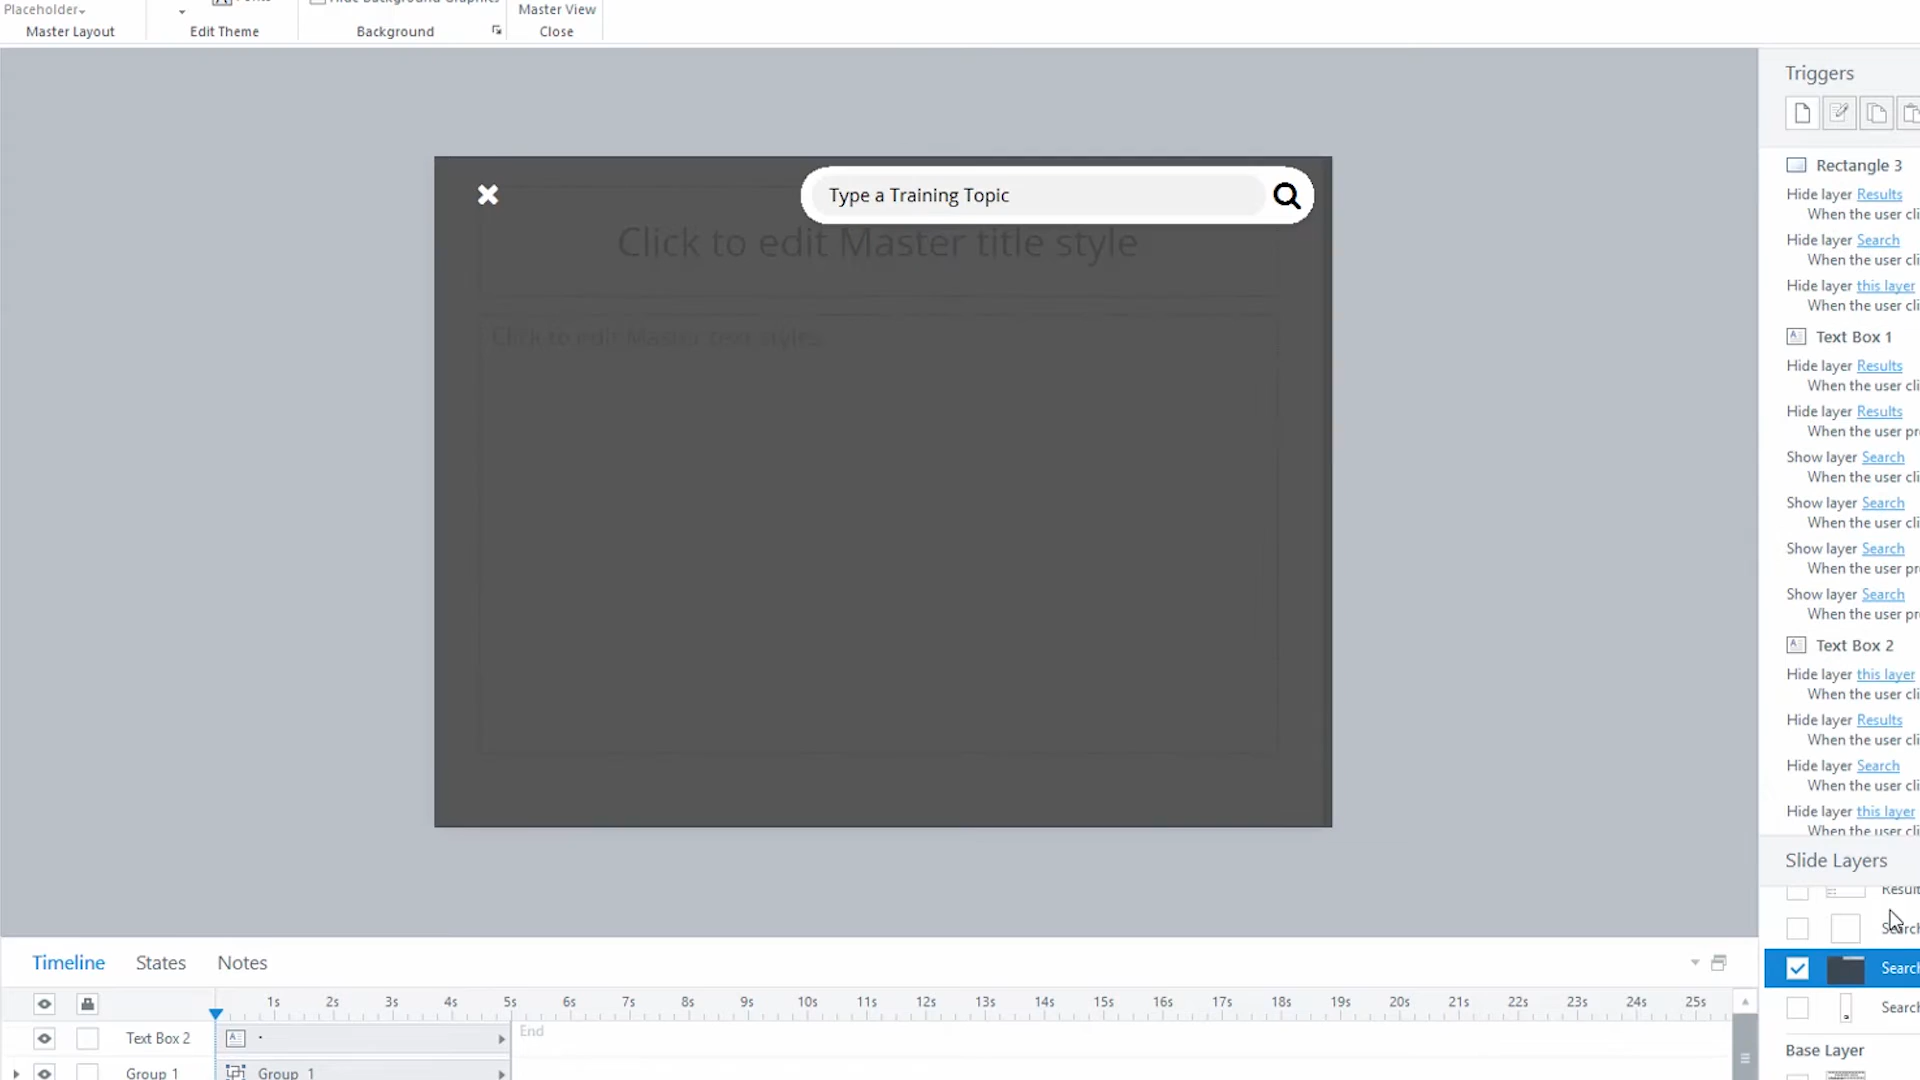 Placeholder
Master View
Master Layout
Edit Theme
Background
Close
Triggers
Type a Training Topic
Click to edit Master title style
Click to edit Master text styles
Rectangle 3
Hide layer Results
When the user cli
Hide layer Search
When the user cli
Hide layer this layer
When the user cli
Text Box 1
Hide layer Results
When the user cli
Hide layer Results
When the user pr
Show layer Search
When the user cli
Show layer Search
When the user cli
Show layer Search
When the user pr
Show layer Search
When the user pr
Text Box 2
Hide layer this layer
When the user cli
Hide layer Results
When the user cli
Hide layer Search
When the user cli
Hide layer this layer
When the user cli
Slide Layers
Search
Search
Base Layer
Timeline States Notes
1s 2s 3s 4s 5s 6s 7s 8s 9s 10s 11s 12s 13s 14s 15s 16s 17s 18s 19s 20s 21s 22s 23s 24s 25s
Text Box 2
End
Group 1 Group 1